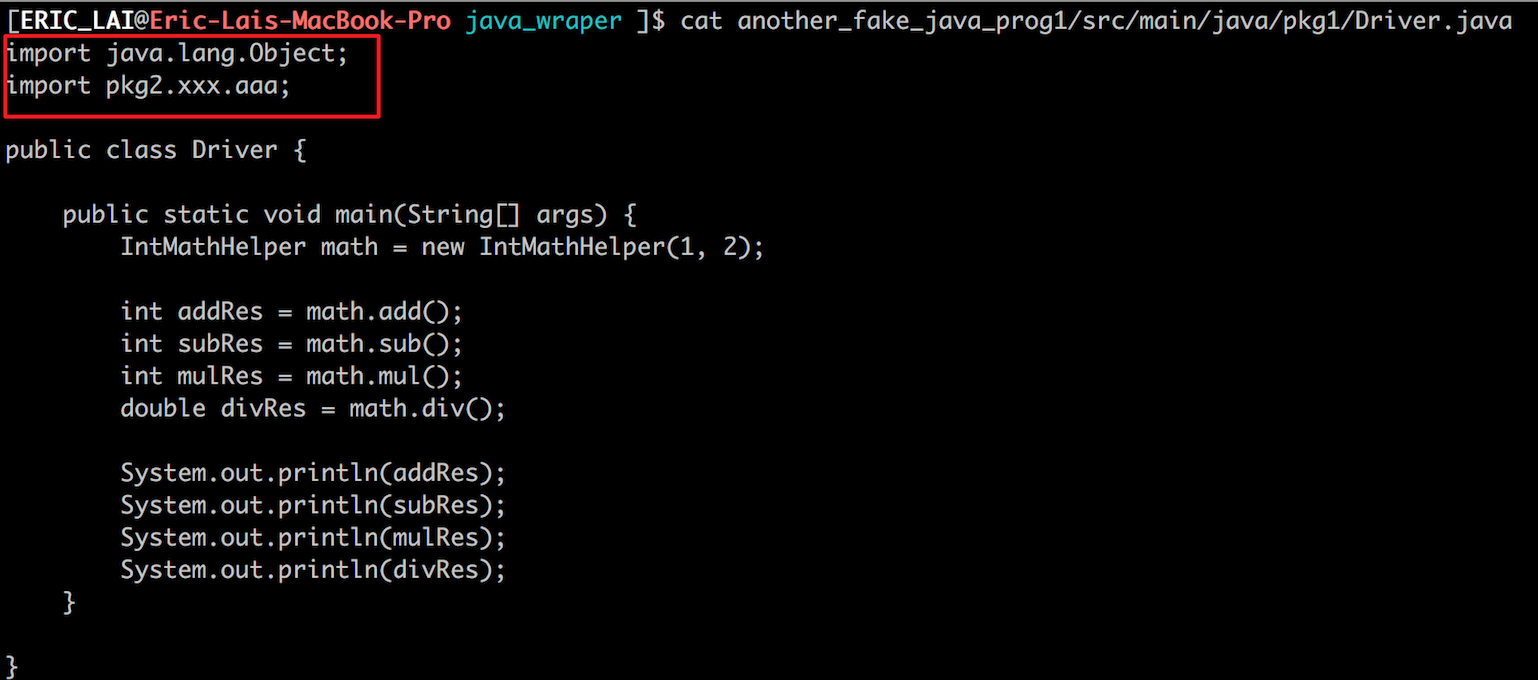 [ERIC_LAI@Eric-Lais-MacBook-Pro java_wraper ]$ cat another_fake_java_prog1/src/main/java/pkg1/Driver.java
import java.lang.Object;
import pkg2.xxx.aaa;

public class Driver {

    public static void main(String[] args) {
        IntMathHelper math = new IntMathHelper(1, 2);

        int addRes = math.add();
        int subRes = math.sub();
        int mulRes = math.mul();
        double divRes = math.div();

        System.out.println(addRes);
        System.out.println(subRes);
        System.out.println(mulRes);
        System.out.println(divRes);
    }

}